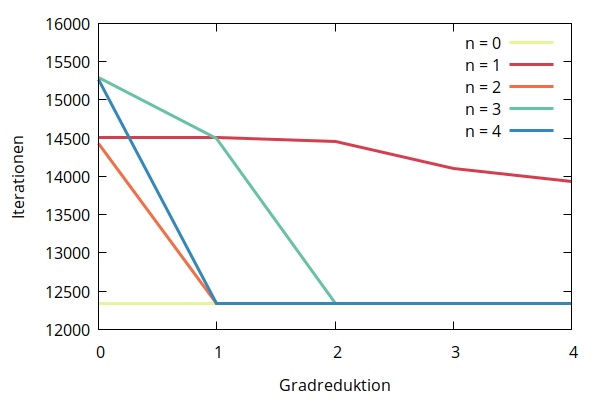 16000
15500
15000
14500
14000
13500
13000
12500
12000
0 1 2 3 4
Iterationen
Gradreduktion
n = 0
n = 1
n = 2
n = 3
n = 4